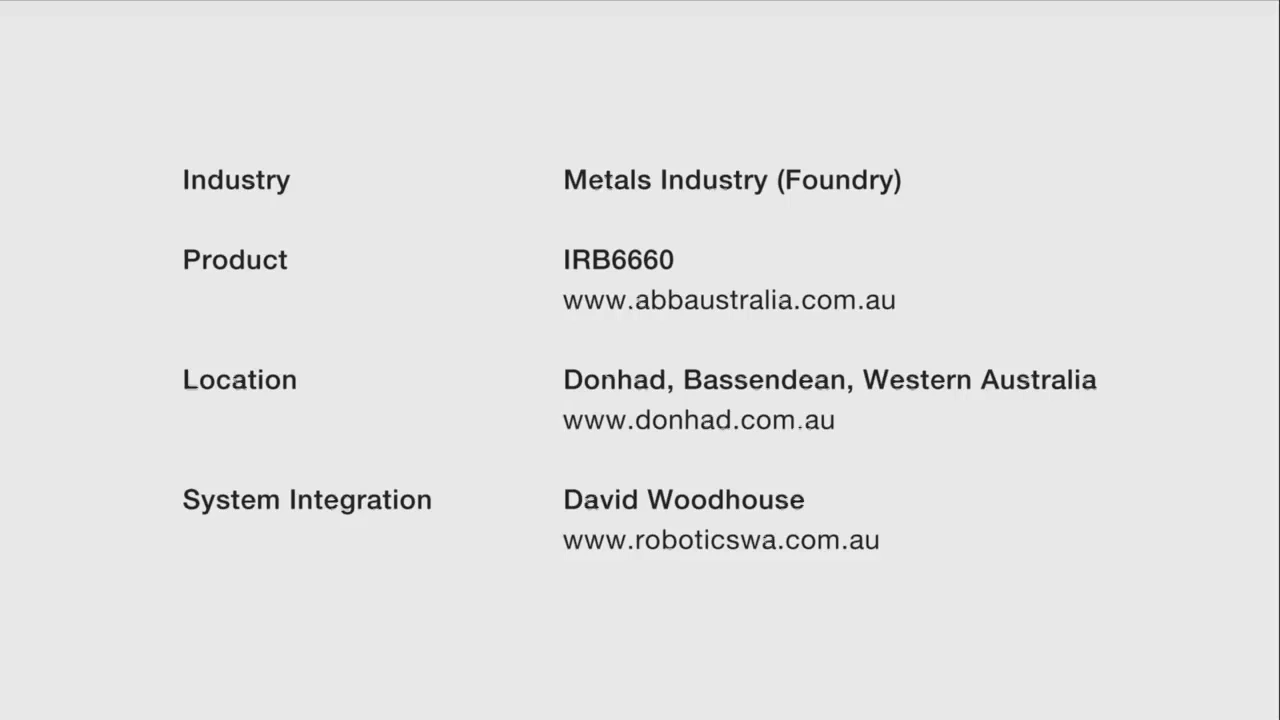 Industry Metals Industry (Foundry)
Product IRB6660
www.abbaustralia.com.au
Location Donhad, Bassendean, Western Australia
www.donhad.com.au
System Integration David Woodhouse
www.roboticswa.com.au